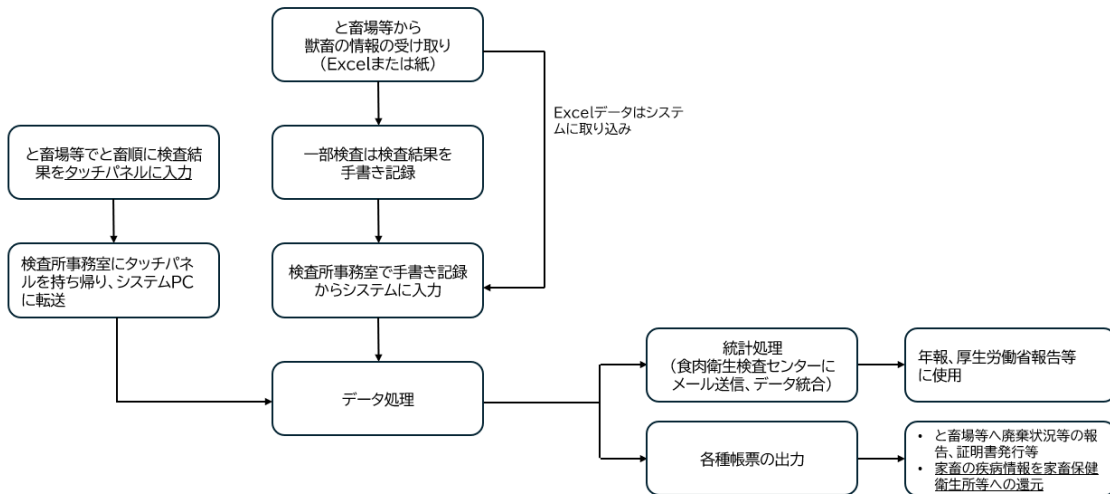 と畜場等から
獣畜の情報の受け取り
（Excelまたは紙）
Excelデータはシステ
ムに取り込み
と畜場等でと畜順に検査結
果をタッチパネルに入力
一部検査は検査結果を
手書き記録
検査所事務室にタッチパネ
ルを持ち帰り、システムPC
に転送
検査所事務室で手書き記録
からシステムに入力
データ処理
統計処理
（食肉衛生検査センターに
メール送信、データ統合）
年報、厚生労働省報告等
に使用
各種帳票の出力
• と畜場等へ廃棄状況等の報
告、証明書発行等
• 家畜の疾病情報を家畜保健
衛生所等への還元